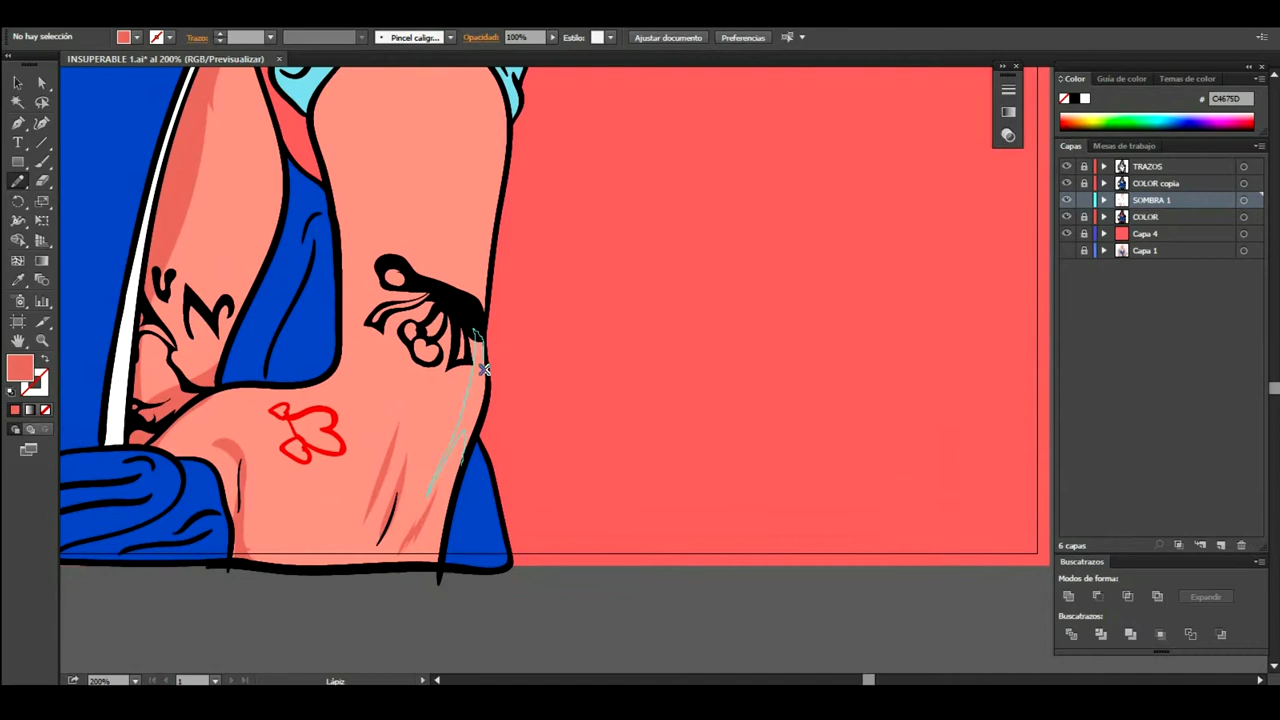 No hay selección
Trazo:
Pincel caligr...
Opacidad:
100%
Estilo:
Ajustar documento
Preferencias
INSUPERABLE 1.ai* al 200% (RGB/Previsualizar)
Color
Guía de color
Temas de color
# C4675D
Capas
Mesas de trabajo
TRAZOS
COLOR copia
SOMBRA 1
COLOR
Capa 4
Capa 1
6 capas
Buscatrazos
Modos de forma:
Expandir
Buscatrazos:
200%
1
Lápiz